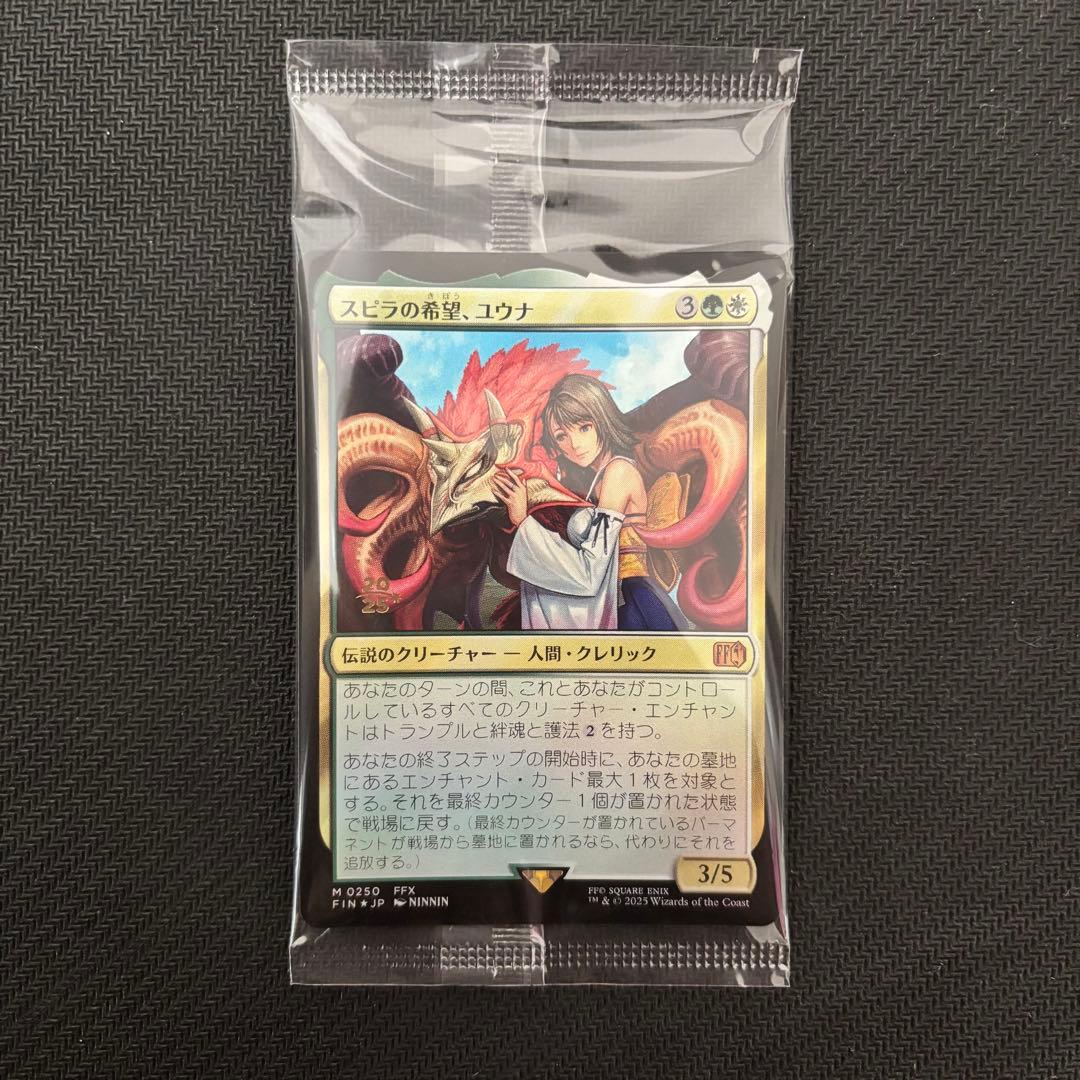 きぼう
スピラの希望、ユウナ 3
20
25
伝説のクリーチャー — 人間・クレリック FF
あなたのターンの間、これとあなたがコントロー
ルしているすべてのクリーチャー・エンチャン
トはトランプルと絆魂と護法2を持つ。
あなたの終了ステップの開始時に、あなたの墓地
にあるエンチャント・カード最大1枚を対象と
する。それを最終カウンター1個が置かれた状態
で戦場に戻す。(最終カウンターが置かれているパーマ
ネントが戦場から墓地に置かれるなら、代わりにそれを
追放する。)
3/5
M 0250 FFX
FIN★JP NINNIN
FF© SQUARE ENIX
™ & © 2025 Wizards of the Coast